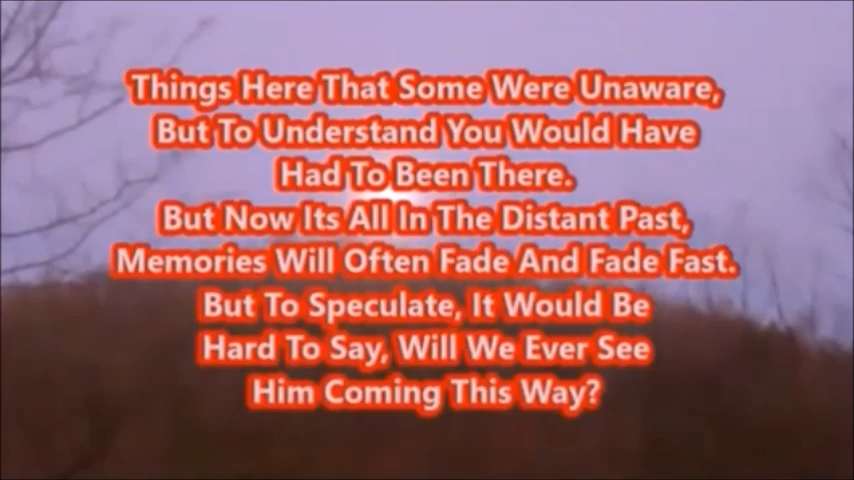 Things Here That Some Were Unaware,
But To Understand You Would Have
Had To Been There.
But Now Its All In The Distant Past,
Memories Will Often Fade And Fade Fast.
But To Speculate, It Would Be
Hard To Say, Will We Ever See
Him Coming This Way?